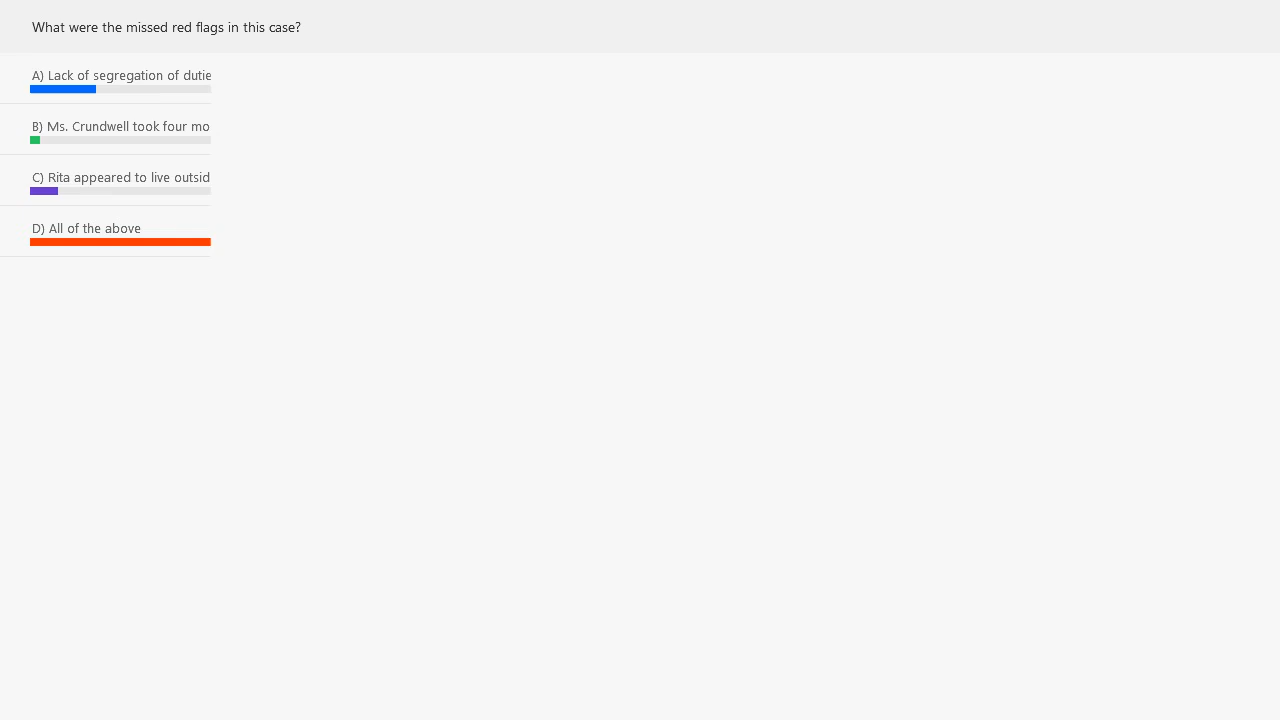 What were the missed red flags in this case?
A) Lack of segregation of dutie
B) Ms. Crundwell took four mo
C) Rita appeared to live outsid
D) All of the above